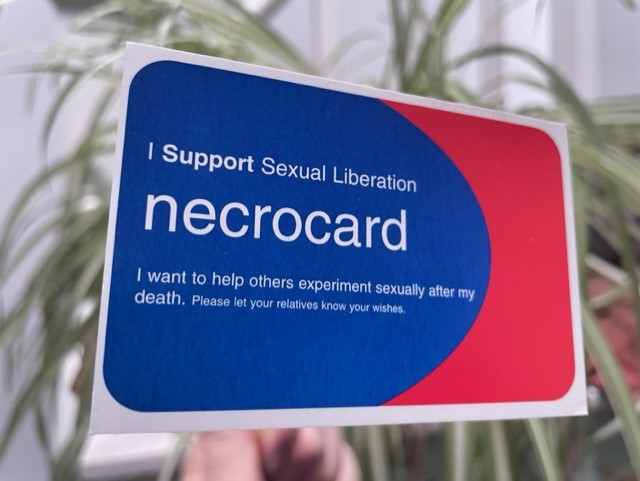 I Support Sexual Liberation
necrocard
I want to help others experiment sexually after my
death. Please let your relatives know your wishes.